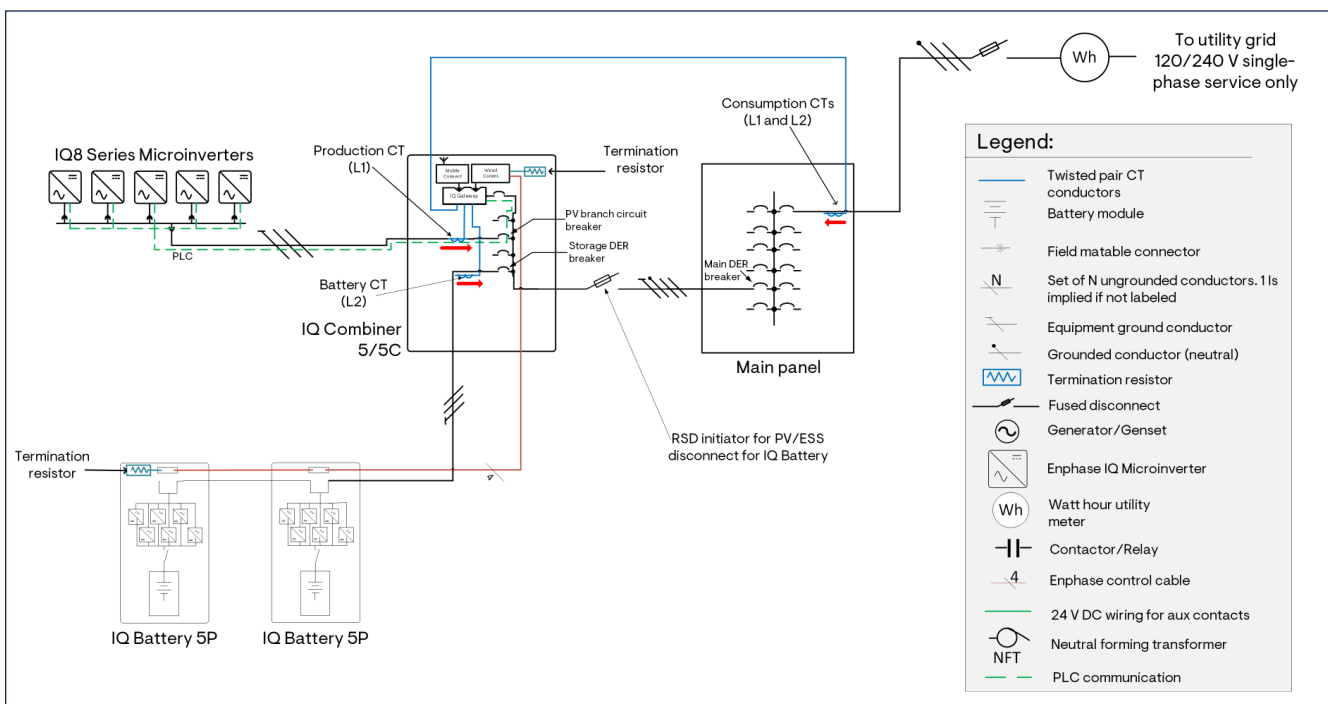 To utility grid
120/240 V single-
phase service only
Wh
Consumption CTs
(L1 and L2)
Production CT
(L1)
Termination
resistor
IQ8 Series Microinverters
Mobile
Connect
Wired
Comms
IQ Gateway
PV branch circuit
breaker
Storage DER
breaker
PLC
Battery CT
(L2)
Main DER
breaker
IQ Combiner
5/5C
Main panel
RSD initiator for PV/ESS
disconnect for IQ Battery
Termination
resistor
4
IQ Battery 5P
IQ Battery 5P
Legend:
Twisted pair CT
conductors
Battery module
Field matable connector
N
Set of N ungrounded conductors. 1 Is
implied if not labeled
Equipment ground conductor
Grounded conductor (neutral)
Termination resistor
Fused disconnect
Generator/Genset
Enphase IQ Microinverter
Wh
Watt hour utility
meter
Contactor/Relay
4
Enphase control cable
24 V DC wiring for aux contacts
NFT
Neutral forming transformer
PLC communication